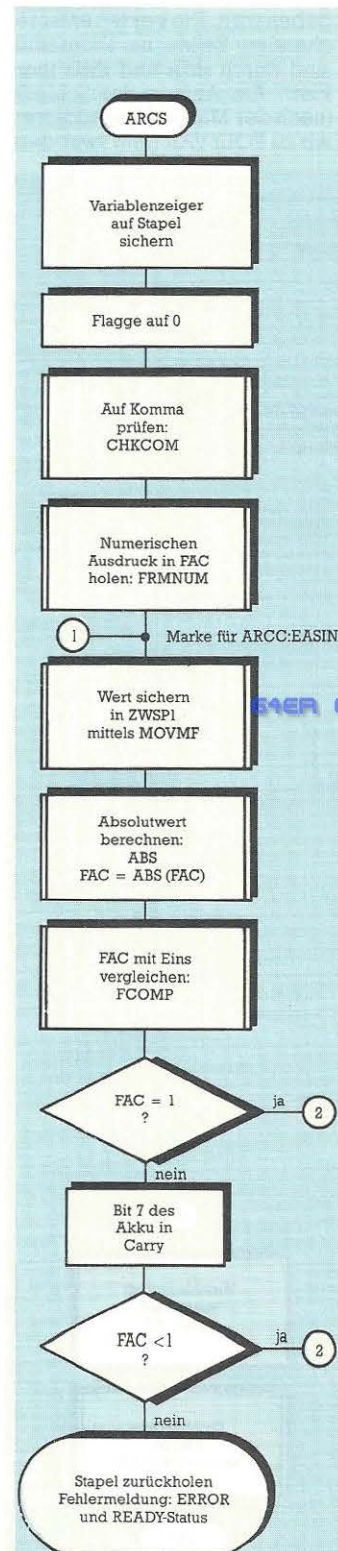 ARCS
Variablenzeiger
auf Stapel
sichern
Flagge auf 0
Auf Komma
prüfen:
CHKCOM
Numerischen
Ausdruck in FAC
holen: FRMNUM
1
Marke für ARCC:EASIN
Wert sichern
in ZWSP1
mittels MOVMF
64ER
Absolutwert
berechnen:
ABS
FAC = ABS (FAC)
FAC mit Eins
vergleichen:
FCOMP
FAC = 1
?
ja
2
nein
Bit 7 des
Akku in
Carry
FAC <1
?
ja
2
nein
Stapel zurückholen
Fehlermeldung: ERROR
und READY-Status